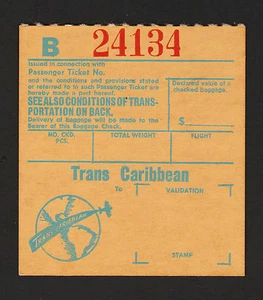 B 24134
Issued in connection with
Passenger Ticket No.
and the conditions and provisions stated
or referred to in such Passenger Ticket are
hereby made a part hereof.
SEE ALSO CONDITIONS OF TRANS-
PORTATION ON BACK.
Delivery of baggage will be made to the
Bearer of this Baggage Check.
Declared value of a
checked baggage.
$
NO. CKD.
PCS.
TOTAL WEIGHT
FLIGHT
Trans Caribbean
To
VALIDATION
TRANS CARIBBEAN
STAMP